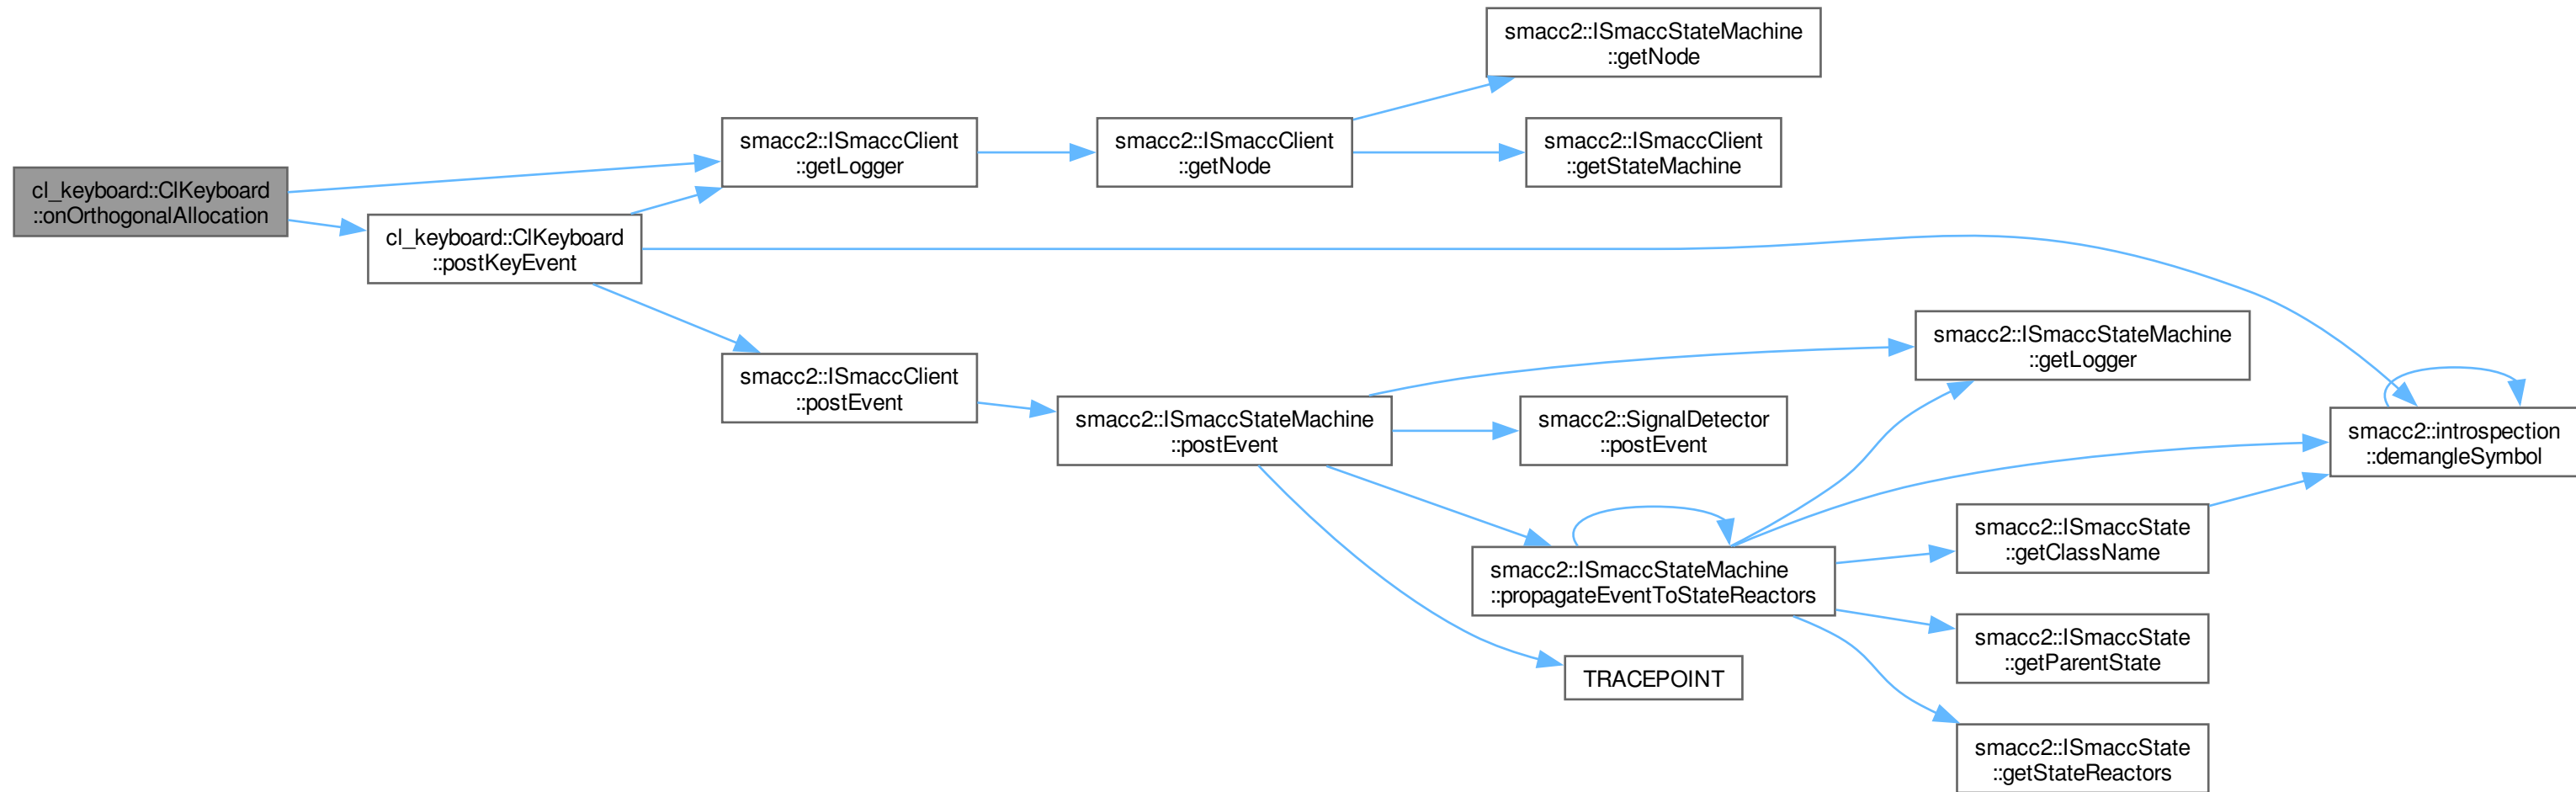 smacc2::ISmaccStateMachine
::getNode
smacc2::ISmaccClient
::getLogger
smacc2::ISmaccClient
::getNode
smacc2::ISmaccClient
::getStateMachine
cl_keyboard::ClKeyboard
::onOrthogonalAllocation
cl_keyboard::ClKeyboard
::postKeyEvent
smacc2::ISmaccStateMachine
::getLogger
smacc2::ISmaccClient
::postEvent
smacc2::ISmaccStateMachine
::postEvent
smacc2::SignalDetector
::postEvent
smacc2::introspection
::demangleSymbol
smacc2::ISmaccState
::getClassName
smacc2::ISmaccStateMachine
::propagateEventToStateReactors
smacc2::ISmaccState
::getParentState
TRACEPOINT
smacc2::ISmaccState
::getStateReactors